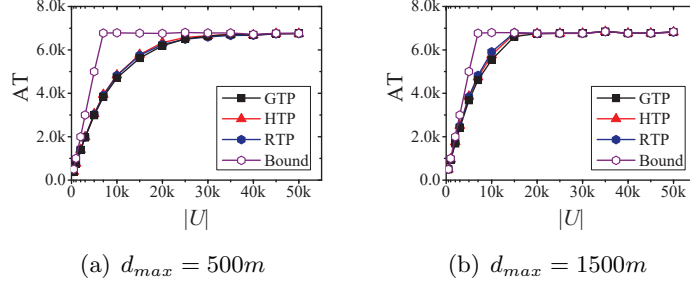 8.0k
6.0k
4.0k
2.0k
0.0
AT
GTP
HTP
RTP
Bound
0k 10k 20k 30k 40k 50k
|U|
(a) d_max = 500m
8.0k
6.0k
4.0k
2.0k
0.0
AT
GTP
HTP
RTP
Bound
0k 10k 20k 30k 40k 50k
|U|
(b) d_max = 1500m